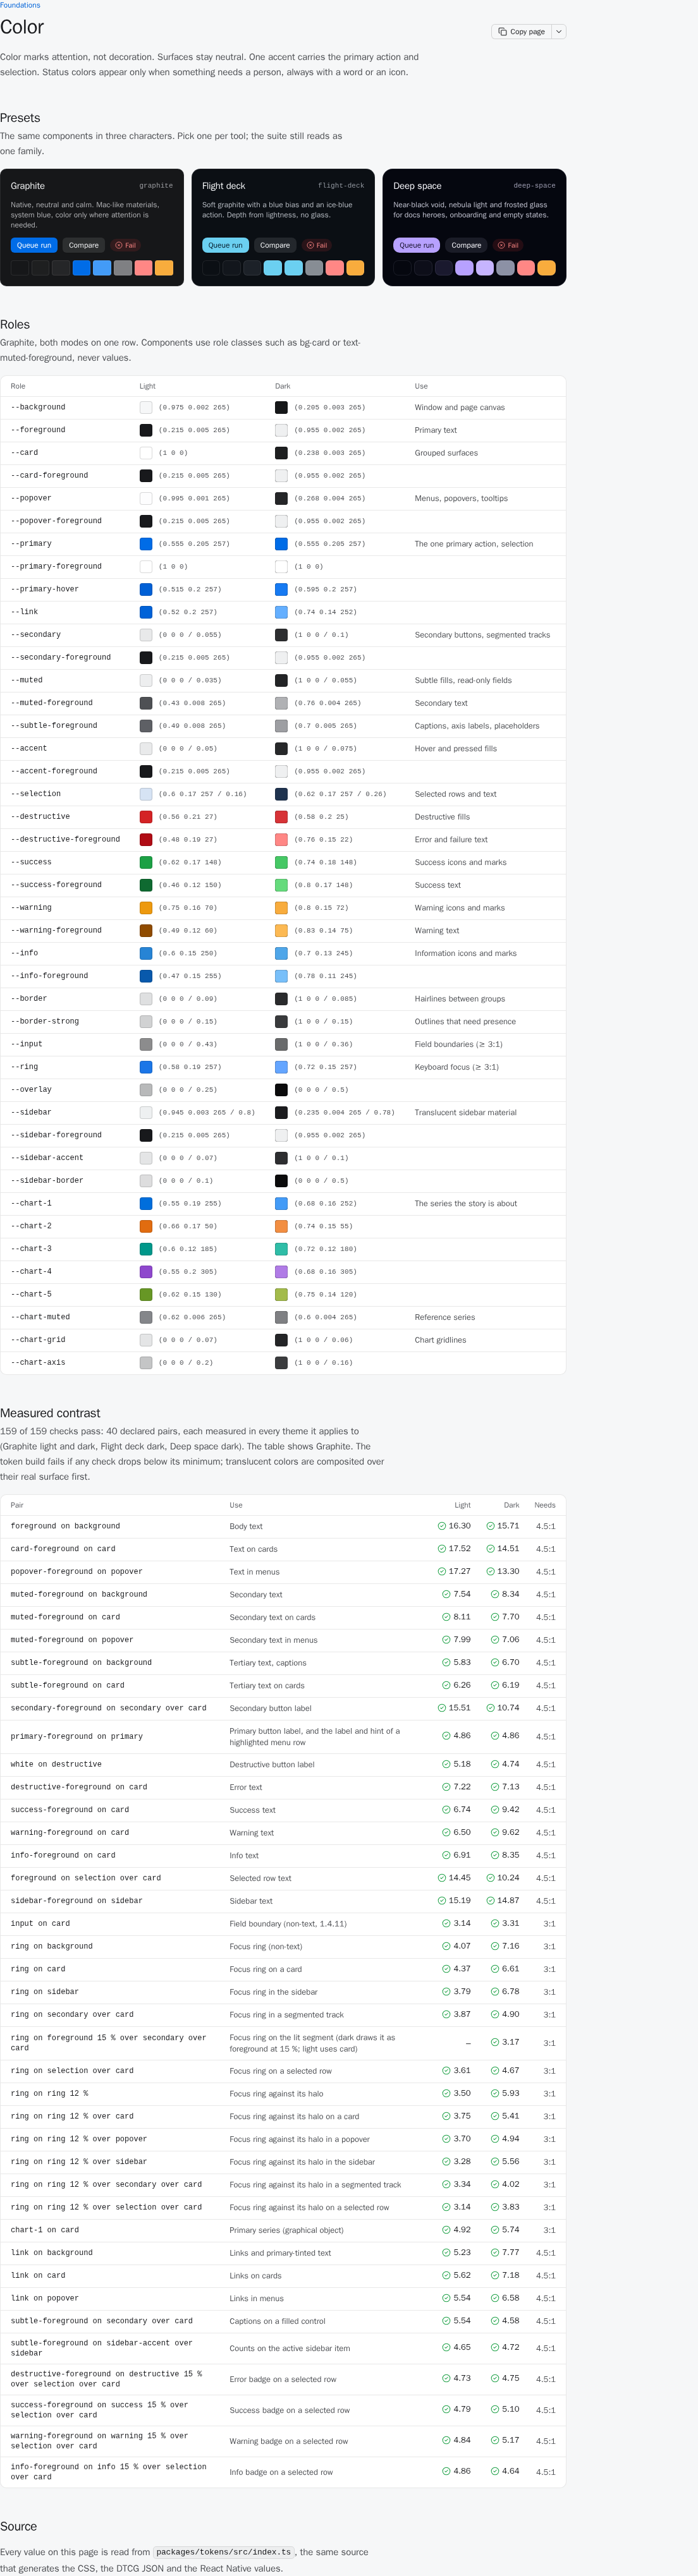 Foundations
Color
Copy page
Color marks attention, not decoration. Surfaces stay neutral. One accent carries the primary action and
selection. Status colors appear only when something needs a person, always with a word or an icon.
Presets
The same components in three characters. Pick one per tool; the suite still reads as
one family.
Graphite graphite
Native, neutral and calm. Mac-like materials,
system blue, color only where attention is
needed.
Queue run Compare Fail
Flight deck flight-deck
Soft graphite with a blue bias and an ice-blue
action. Depth from lightness, no glass.
Queue run Compare Fail
Deep space deep-space
Near-black void, nebula light and frosted glass
for docs heroes, onboarding and empty states.
Queue run Compare Fail
Roles
Graphite, both modes on one row. Components use role classes such as bg-card or text-
muted-foreground, never values.
Role Light Dark Use
--background (0.975 0.002 265) (0.205 0.003 265) Window and page canvas
--foreground (0.215 0.005 265) (0.955 0.002 265) Primary text
--card (1 0 0) (0.238 0.003 265) Grouped surfaces
--card-foreground (0.215 0.005 265) (0.955 0.002 265)
--popover (0.995 0.001 265) (0.268 0.004 265) Menus, popovers, tooltips
--popover-foreground (0.215 0.005 265) (0.955 0.002 265)
--primary (0.555 0.205 257) (0.555 0.205 257) The one primary action, selection
--primary-foreground (1 0 0) (1 0 0)
--primary-hover (0.515 0.2 257) (0.595 0.2 257)
--link (0.52 0.2 257) (0.74 0.14 252)
--secondary (0 0 0 / 0.055) (1 0 0 / 0.1) Secondary buttons, segmented tracks
--secondary-foreground (0.215 0.005 265) (0.955 0.002 265)
--muted (0 0 0 / 0.035) (1 0 0 / 0.055) Subtle fills, read-only fields
--muted-foreground (0.43 0.008 265) (0.76 0.004 265) Secondary text
--subtle-foreground (0.49 0.008 265) (0.7 0.005 265) Captions, axis labels, placeholders
--accent (0 0 0 / 0.05) (1 0 0 / 0.075) Hover and pressed fills
--accent-foreground (0.215 0.005 265) (0.955 0.002 265)
--selection (0.6 0.17 257 / 0.16) (0.62 0.17 257 / 0.26) Selected rows and text
--destructive (0.56 0.21 27) (0.58 0.2 25) Destructive fills
--destructive-foreground (0.48 0.19 27) (0.76 0.15 22) Error and failure text
--success (0.62 0.17 148) (0.74 0.18 148) Success icons and marks
--success-foreground (0.46 0.12 150) (0.8 0.17 148) Success text
--warning (0.75 0.16 70) (0.8 0.15 72) Warning icons and marks
--warning-foreground (0.49 0.12 60) (0.83 0.14 75) Warning text
--info (0.6 0.15 250) (0.7 0.13 245) Information icons and marks
--info-foreground (0.47 0.15 255) (0.78 0.11 245)
--border (0 0 0 / 0.09) (1 0 0 / 0.085) Hairlines between groups
--border-strong (0 0 0 / 0.15) (1 0 0 / 0.15) Outlines that need presence
--input (0 0 0 / 0.43) (1 0 0 / 0.36) Field boundaries (≥ 3:1)
--ring (0.58 0.19 257) (0.72 0.15 257) Keyboard focus (≥ 3:1)
--overlay (0 0 0 / 0.25) (0 0 0 / 0.5)
--sidebar (0.945 0.003 265 / 0.8) (0.235 0.004 265 / 0.78) Translucent sidebar material
--sidebar-foreground (0.215 0.005 265) (0.955 0.002 265)
--sidebar-accent (0 0 0 / 0.07) (1 0 0 / 0.1)
--sidebar-border (0 0 0 / 0.1) (0 0 0 / 0.5)
--chart-1 (0.55 0.19 255) (0.68 0.16 252) The series the story is about
--chart-2 (0.66 0.17 50) (0.74 0.15 55)
--chart-3 (0.6 0.12 185) (0.72 0.12 180)
--chart-4 (0.55 0.2 305) (0.68 0.16 305)
--chart-5 (0.62 0.15 130) (0.75 0.14 120)
--chart-muted (0.62 0.006 265) (0.6 0.004 265) Reference series
--chart-grid (0 0 0 / 0.07) (1 0 0 / 0.06) Chart gridlines
--chart-axis (0 0 0 / 0.2) (1 0 0 / 0.16)
Measured contrast
159 of 159 checks pass: 40 declared pairs, each measured in every theme it applies to
(Graphite light and dark, Flight deck dark, Deep space dark). The table shows Graphite. The
token build fails if any check drops below its minimum; translucent colors are composited over
their real surface first.
Pair Use Light Dark Needs
foreground on background Body text 16.30 15.71 4.5:1
card-foreground on card Text on cards 17.52 14.51 4.5:1
popover-foreground on popover Text in menus 17.27 13.30 4.5:1
muted-foreground on background Secondary text 7.54 8.34 4.5:1
muted-foreground on card Secondary text on cards 8.11 7.70 4.5:1
muted-foreground on popover Secondary text in menus 7.99 7.06 4.5:1
subtle-foreground on background Tertiary text, captions 5.83 6.70 4.5:1
subtle-foreground on card Tertiary text on cards 6.26 6.19 4.5:1
secondary-foreground on secondary over card Secondary button label 15.51 10.74 4.5:1
primary-foreground on primary Primary button label, and the label and hint of a
highlighted menu row 4.86 4.86 4.5:1
white on destructive Destructive button label 5.18 4.74 4.5:1
destructive-foreground on card Error text 7.22 7.13 4.5:1
success-foreground on card Success text 6.74 9.42 4.5:1
warning-foreground on card Warning text 6.50 9.62 4.5:1
info-foreground on card Info text 6.91 8.35 4.5:1
foreground on selection over card Selected row text 14.45 10.24 4.5:1
sidebar-foreground on sidebar Sidebar text 15.19 14.87 4.5:1
input on card Field boundary (non-text, 1.4.11) 3.14 3.31 3:1
ring on background Focus ring (non-text) 4.07 7.16 3:1
ring on card Focus ring on a card 4.37 6.61 3:1
ring on sidebar Focus ring in the sidebar 3.79 6.78 3:1
ring on secondary over card Focus ring in a segmented track 3.87 4.90 3:1
ring on foreground 15 % over secondary over
card Focus ring on the lit segment (dark draws it as
foreground at 15 %; light uses card) – 3.17 3:1
ring on selection over card Focus ring on a selected row 3.61 4.67 3:1
ring on ring 12 % Focus ring against its halo 3.50 5.93 3:1
ring on ring 12 % over card Focus ring against its halo on a card 3.75 5.41 3:1
ring on ring 12 % over popover Focus ring against its halo in a popover 3.70 4.94 3:1
ring on ring 12 % over sidebar Focus ring against its halo in the sidebar 3.28 5.56 3:1
ring on ring 12 % over secondary over card Focus ring against its halo in a segmented track 3.34 4.02 3:1
ring on ring 12 % over selection over card Focus ring against its halo on a selected row 3.14 3.83 3:1
chart-1 on card Primary series (graphical object) 4.92 5.74 3:1
link on background Links and primary-tinted text 5.23 7.77 4.5:1
link on card Links on cards 5.62 7.18 4.5:1
link on popover Links in menus 5.54 6.58 4.5:1
subtle-foreground on secondary over card Captions on a filled control 5.54 4.58 4.5:1
subtle-foreground on sidebar-accent over
sidebar Counts on the active sidebar item 4.65 4.72 4.5:1
destructive-foreground on destructive 15 %
over selection over card Error badge on a selected row 4.73 4.75 4.5:1
success-foreground on success 15 % over
selection over card Success badge on a selected row 4.79 5.10 4.5:1
warning-foreground on warning 15 % over
selection over card Warning badge on a selected row 4.84 5.17 4.5:1
info-foreground on info 15 % over selection
over card Info badge on a selected row 4.86 4.64 4.5:1
Source
Every value on this page is read from packages/tokens/src/index.ts, the same source
that generates the CSS, the DTCG JSON and the React Native values.